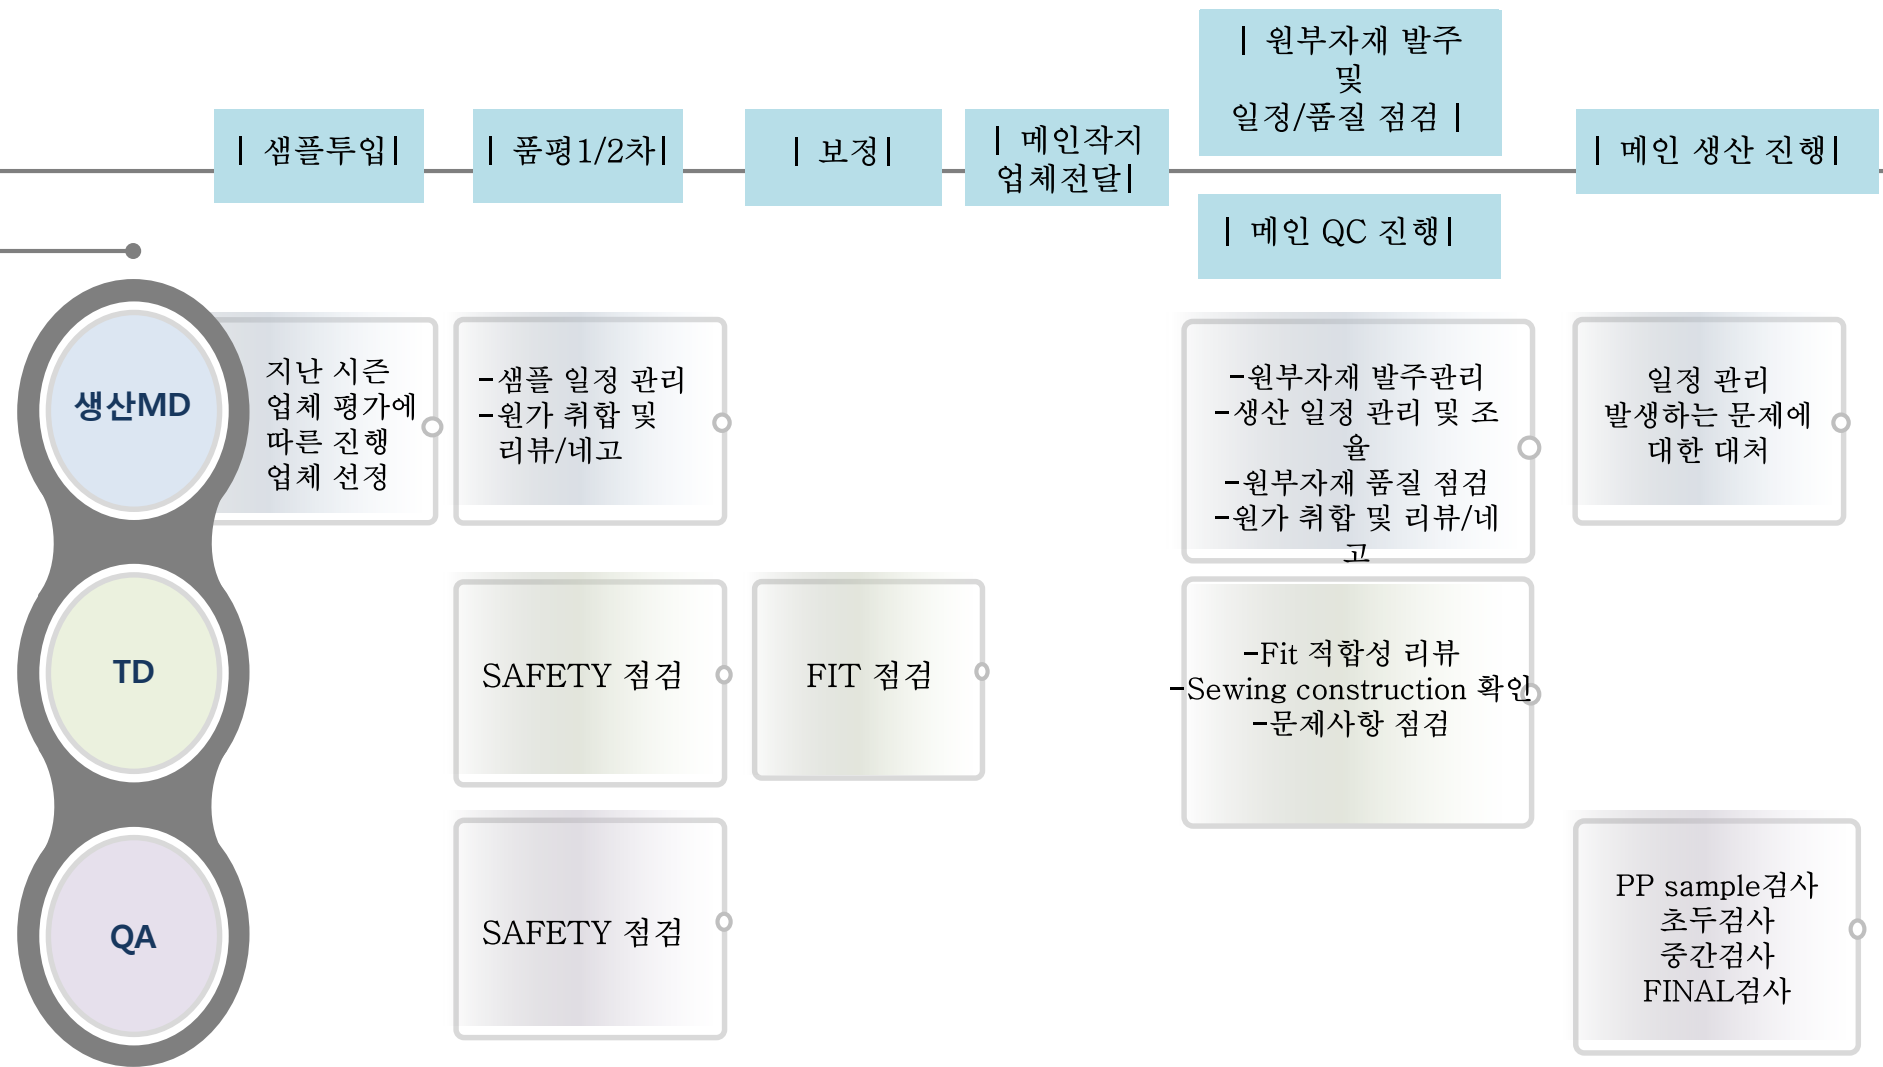 | 원부자재 발주
및
일정/품질 점검 |
| 샘플투입|
| 품평1/2차|
| 보정|
| 메인작지
업체전달|
| 메인 생산 진행|
| 메인 QC 진행|
생산MD
지난 시즌
업체 평가에
따른 진행
업체 선정
-샘플 일정 관리
-원가 취합 및
리뷰/네고
-원부자재 발주관리
-생산 일정 관리 및 조
율
-원부자재 품질 점검
-원가 취합 및 리뷰/네
고
일정 관리
발생하는 문제에
대한 대처
TD
SAFETY 점검
FIT 점검
-Fit 적합성 리뷰
-Sewing construction 확인
-문제사항 점검
QA
SAFETY 점검
PP sample검사
초두검사
중간검사
FINAL검사